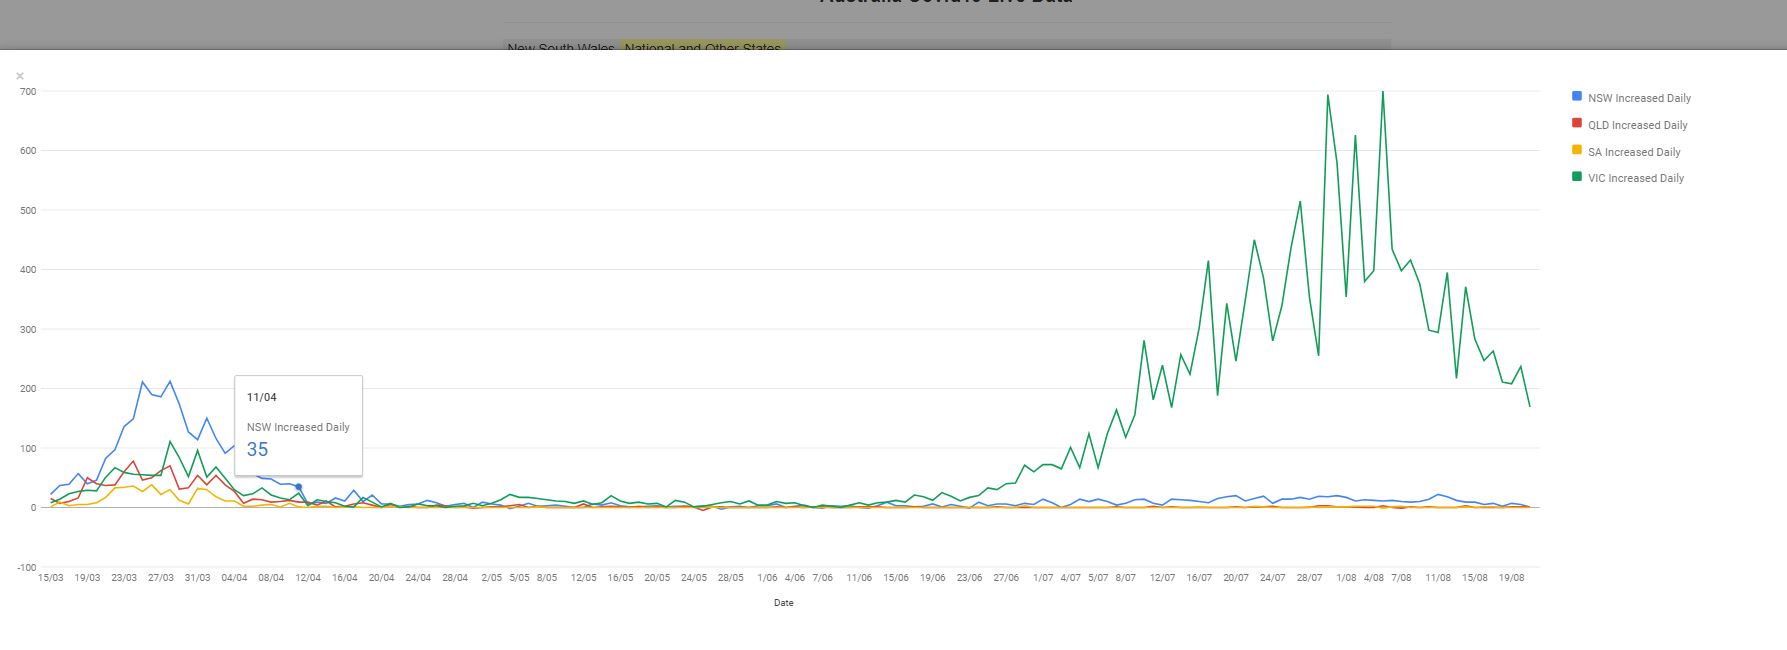 Australia Covid19 Live Data
New South Wales National and Other States
×
700
600
500
400
300
200
100
0
-100
NSW Increased Daily
QLD Increased Daily
SA Increased Daily
VIC Increased Daily
11/04
NSW Increased Daily
35
15/03 19/03 23/03 27/03 31/03 04/04 08/04 12/04 16/04 20/04 24/04 28/04 2/05 5/05 8/05 12/05 16/05 20/05 24/05 28/05 1/06 4/06 7/06 11/06 15/06 19/06 23/06 27/06 1/07 4/07 5/07 8/07 12/07 16/07 20/07 24/07 28/07 1/08 4/08 7/08 11/08 15/08 19/08
Date